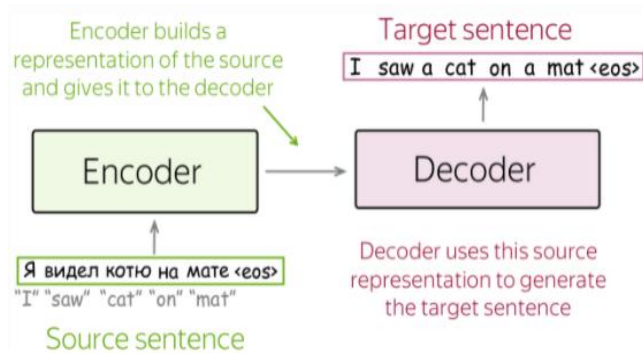 Encoder builds a
representation of the source
and gives it to the decoder
Target sentence
I saw a cat on a mat <eos>
Encoder
Decoder
Я видел котю на мате <eos>
"I" "saw" "cat" "on" "mat"
Source sentence
Decoder uses this source
representation to generate
the target sentence